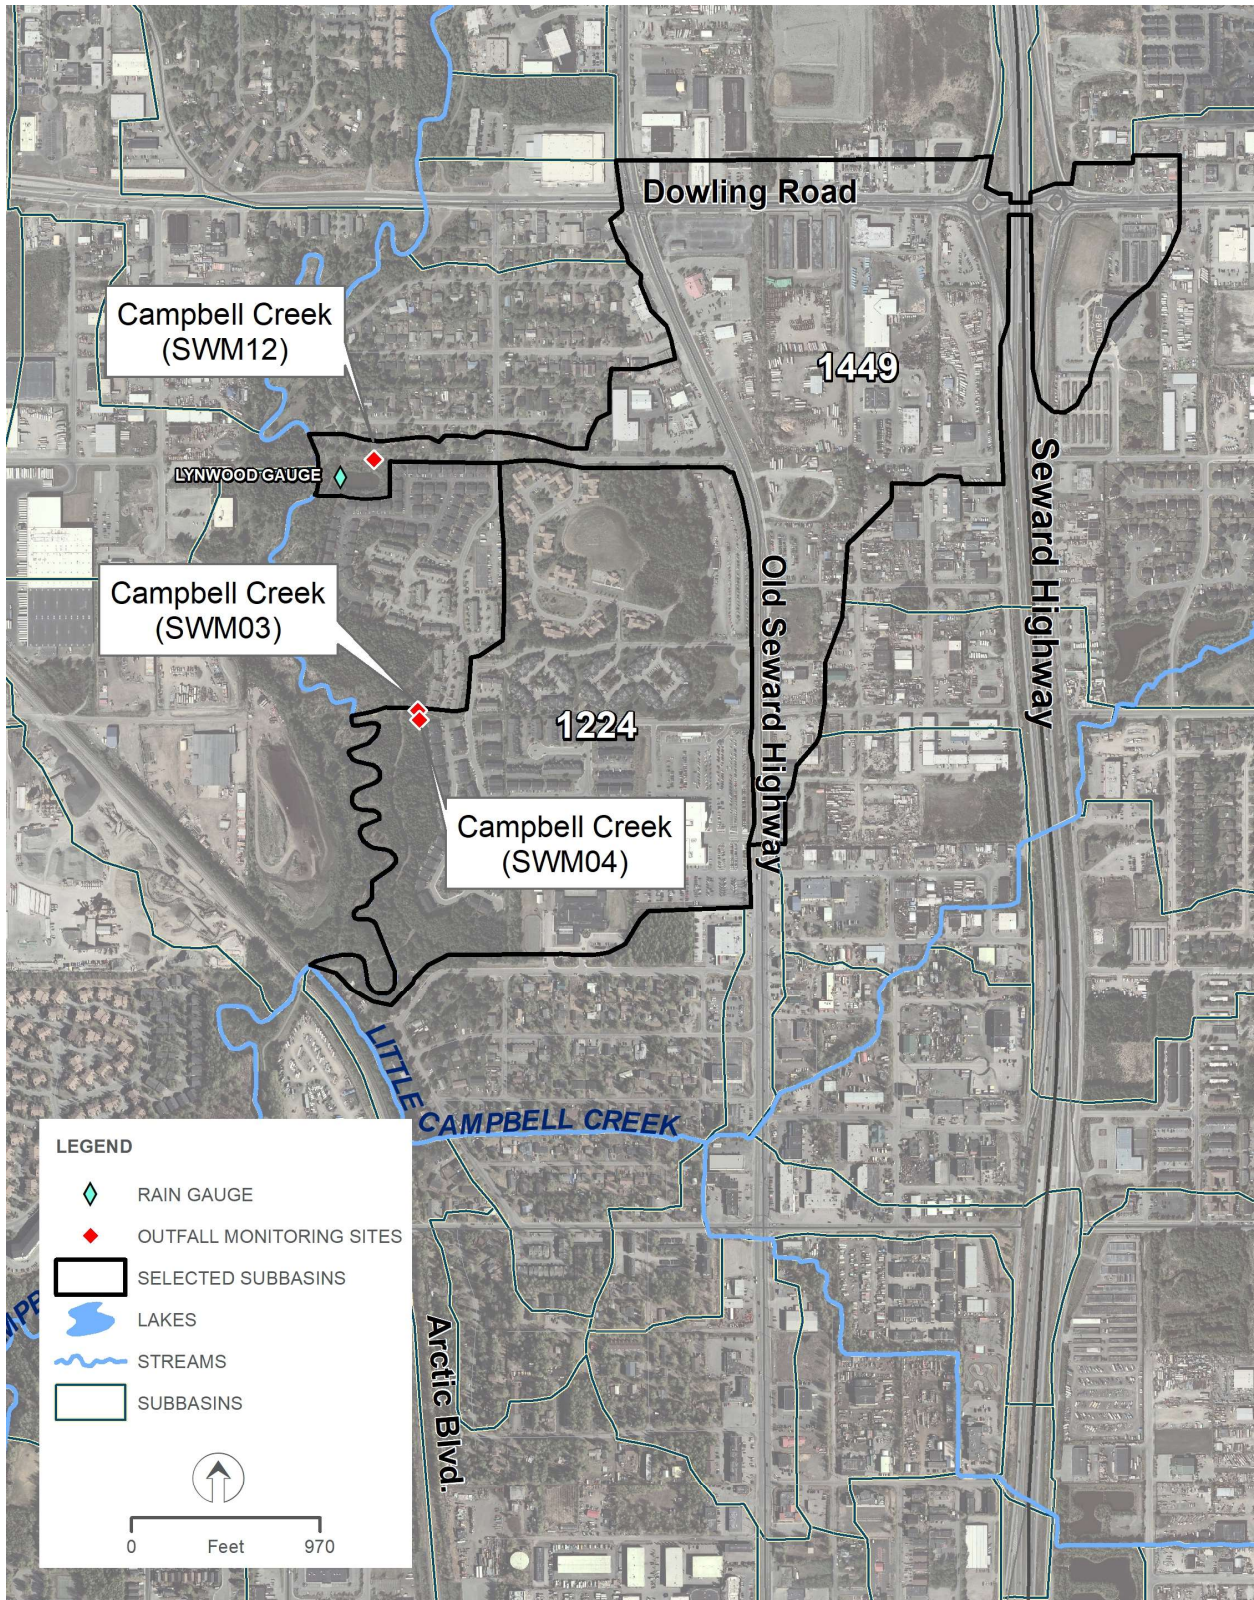 Dowling Road
Campbell Creek
(SWM12)
1449
LYNWOOD GAUGE
Seward Highway
Old Seward Highway
Campbell Creek
(SWM03)
1224
Campbell Creek
(SWM04)
LITTLE CAMPBELL CREEK
LEGEND
RAIN GAUGE
OUTFALL MONITORING SITES
SELECTED SUBBASINS
LAKES
STREAMS
SUBBASINS
0 Feet 970
Arctic Blvd.